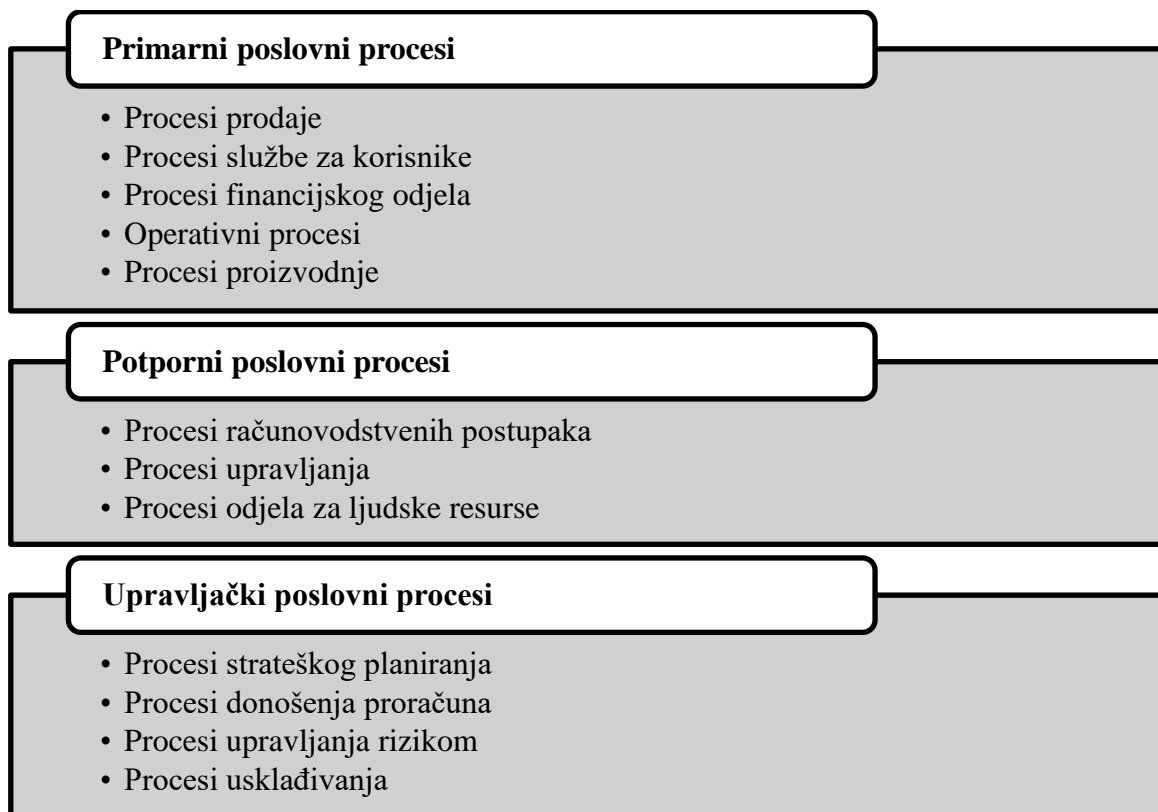 Primarni poslovni procesi
• Procesi prodaje
• Procesi službe za korisnike
• Procesi financijskog odjela
• Operativni procesi
• Procesi proizvodnje
Potporni poslovni procesi
• Procesi računovodstvenih postupaka
• Procesi upravljanja
• Procesi odjela za ljudske resurse
Upravljački poslovni procesi
• Procesi strateškog planiranja
• Procesi donošenja proračuna
• Procesi upravljanja rizikom
• Procesi usklađivanja